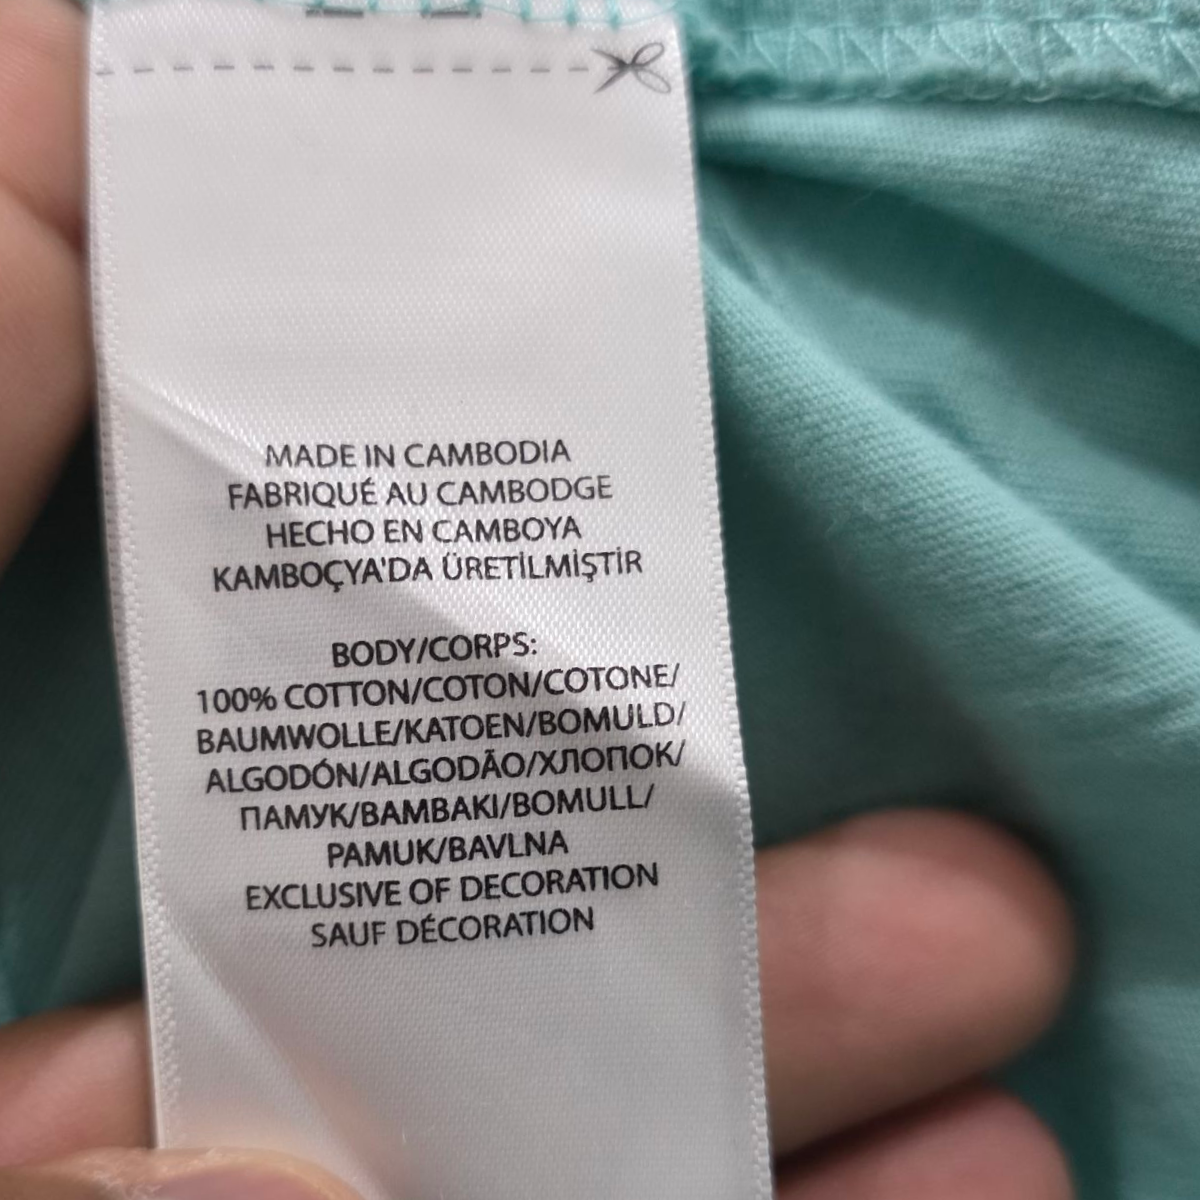 MADE IN CAMBODIA
FABRIQUÉ AU CAMBODGE
HECHO EN CAMBOYA
KAMBOÇYA'DA ÜRETİLMİŞTİR
BODY/CORPS:
100% COTTON/COTON/COTONE/
BAUMWOLLE/KATOEN/BOMULD/
ALGODÓN/ALGODÃO/ХЛОПОК/
ПАМУК/BAMBAKI/BOMULL/
PAMUK/BAVLNA
EXCLUSIVE OF DECORATION
SAUF DÉCORATION